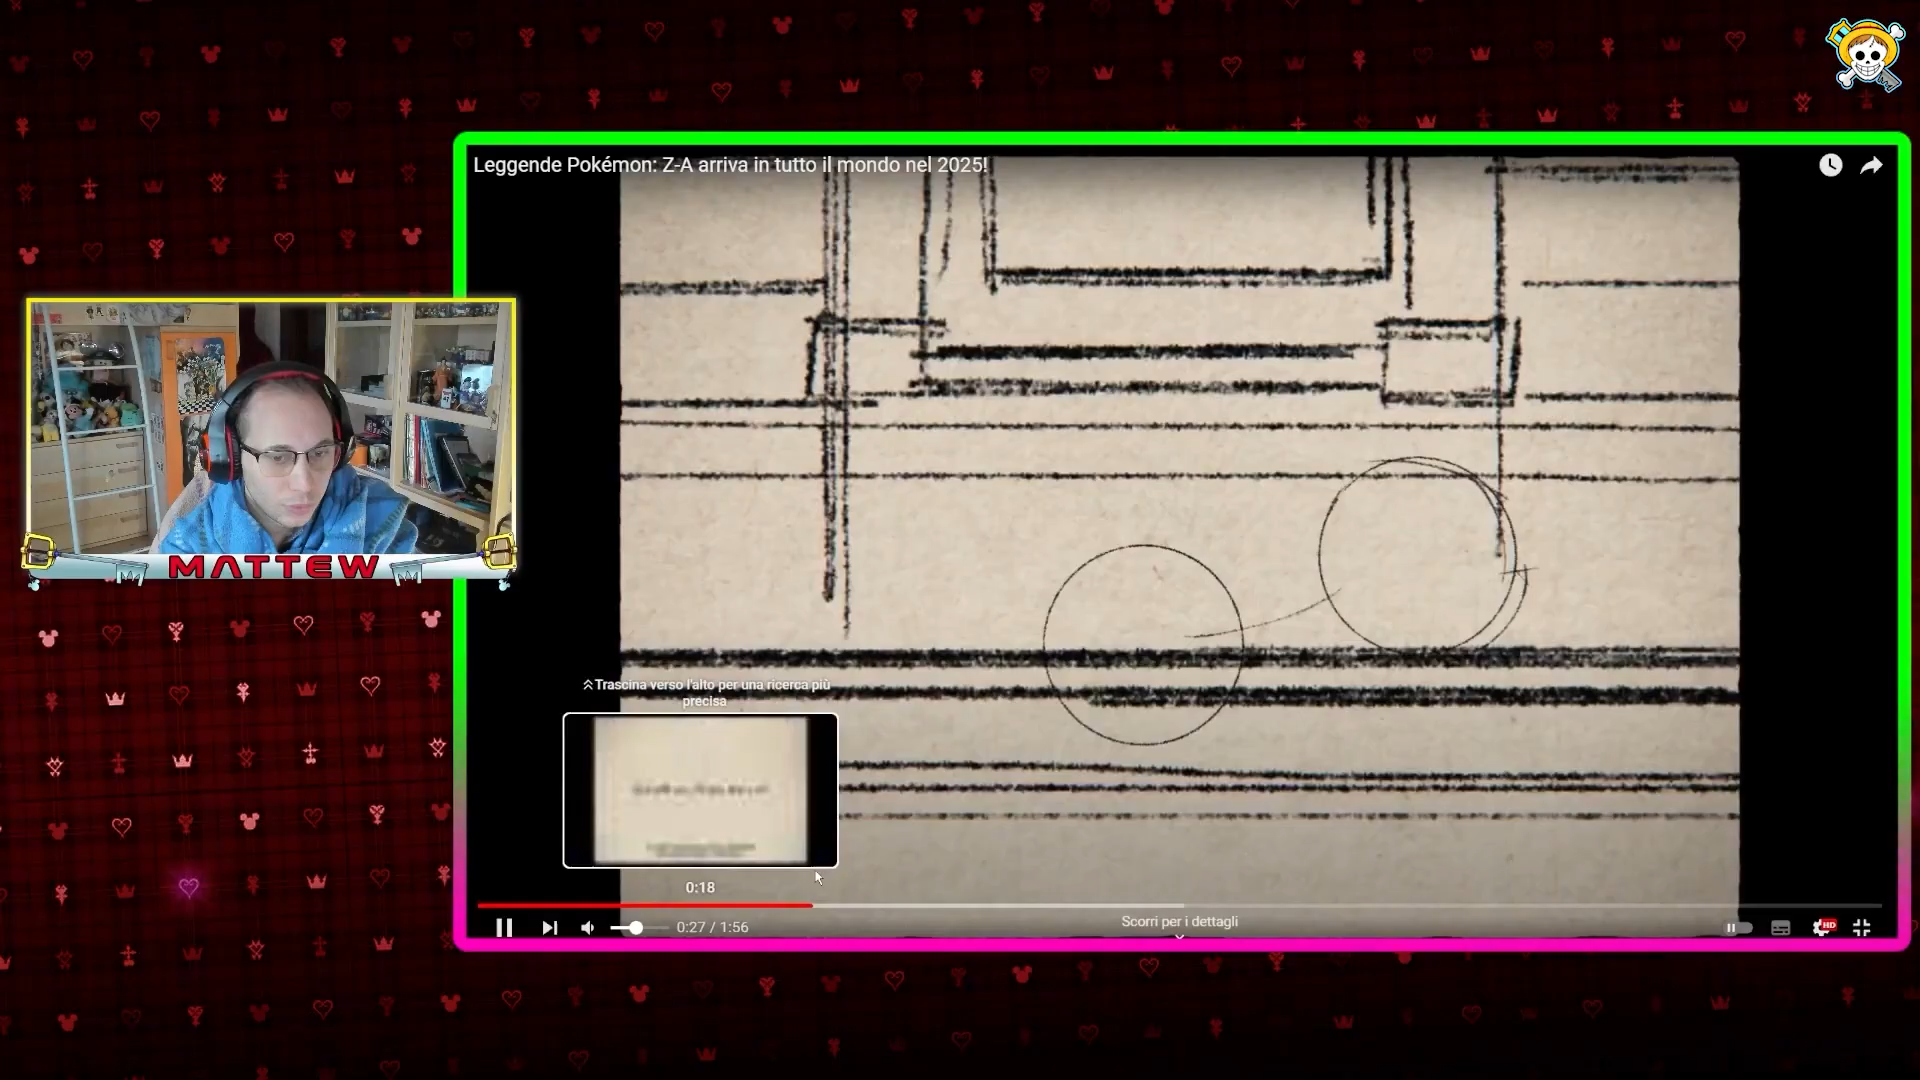 Leggende Pokémon: Z-A arriva in tutto il mondo nel 2025!
MATTEW
Trascina verso l'alto per una ricerca più
precisa
0:18
0:27 / 1:56
Scorri per i dettagli
HD